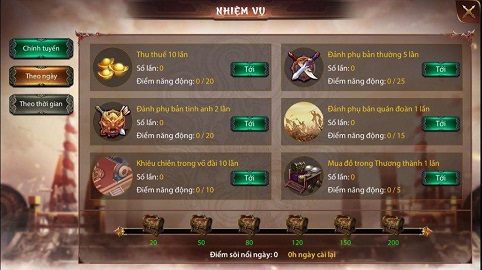 NHIỆM VỤ
Chính tuyến
Theo ngày
Theo thời gian
Thu thuế 10 lần
Số lần: 0
Điểm năng động: 0 / 20
Tới
Đánh phụ bản thường 5 lần
Số lần: 0
Điểm năng động: 0 / 25
Tới
Đánh phụ bản tinh anh 2 lần
Số lần: 0
Điểm năng động: 0 / 20
Tới
Đánh phụ bản quân đoàn 1 lần
Số lần: 0
Điểm năng động: 0 / 15
Tới
Khiêu chiến trong võ đài 10 lần
Số lần: 0
Điểm năng động: 0 / 10
Tới
Mua đồ trong Thương thành 1 lần
Số lần: 0
Điểm năng động: 0 / 5
Tới
20 50 80 120 150 200
Điểm sôi nổi ngày: 0 0h ngày cài lại